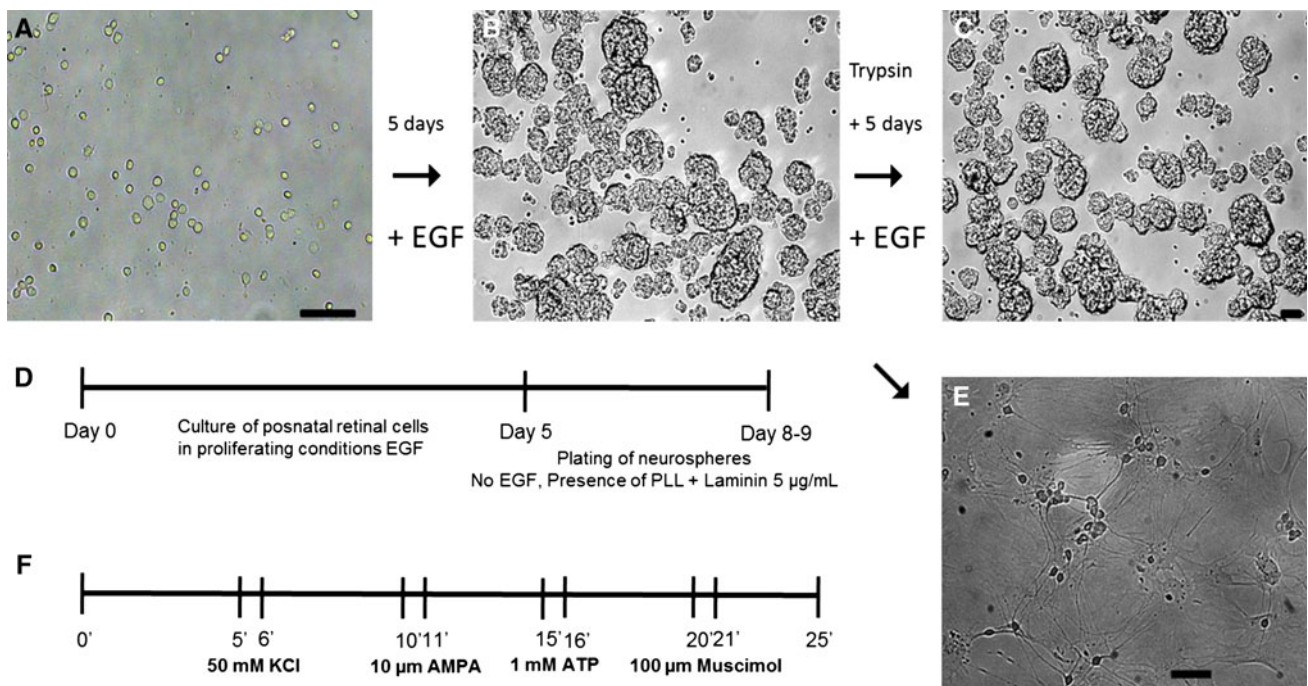 A
5 days
+ EGF
B
Trypsin
+ 5 days
+ EGF
C
D
Day 0
Culture of posnatal retinal cells
in proliferating conditions EGF
Day 5
Plating of neurospheres
No EGF, Presence of PLL + Laminin 5 µg/mL
Day 8-9
E
F
0' 5' 6' 10' 11' 15' 16' 20' 21' 25'
50 mM KCl 10 µm AMPA 1 mM ATP 100 µm Muscimol